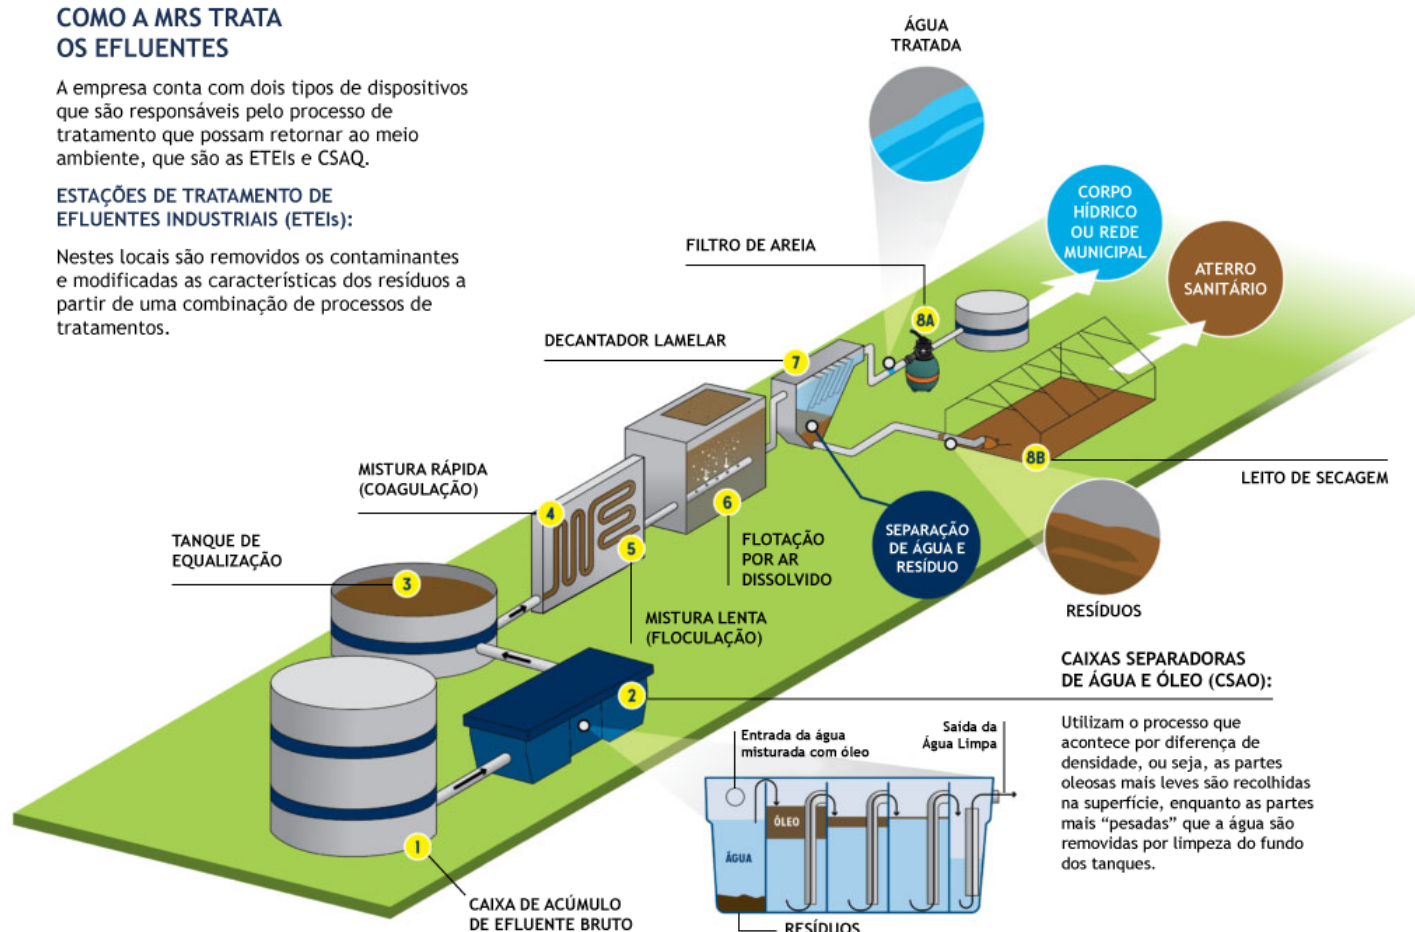 COMO A MRS TRATA
OS EFLUENTES
A empresa conta com dois tipos de dispositivos
que são responsáveis pelo processo de
tratamento que possam retornar ao meio
ambiente, que são as ETEIs e CSAQ.
ESTAÇÕES DE TRATAMENTO DE
EFLUENTES INDUSTRIAIS (ETEIs):
Nestes locais são removidos os contaminantes
e modificadas as características dos resíduos a
partir de uma combinação de processos de
tratamentos.
ÁGUA
TRATADA
CORPO
HÍDRICO
OU REDE
MUNICIPAL
ATERRO
SANITÁRIO
FILTRO DE AREIA
8A
DECANTADOR LAMELAR
7
8B
LEITO DE SECAGEM
MISTURA RÁPIDA
(COAGULAÇÃO)
4
5
6
FLOTAÇÃO
POR AR
DISSOLVIDO
SEPARAÇÃO
DE ÁGUA E
RESÍDUO
RESÍDUOS
TANQUE DE
EQUALIZAÇÃO
3
MISTURA LENTA
(FLOCULAÇÃO)
2
CAIXAS SEPARADORAS
DE ÁGUA E ÓLEO (CSAO):
Utilizam o processo que
acontece por diferença de
densidade, ou seja, as partes
oleosas mais leves são recolhidas
na superfície, enquanto as partes
mais “pesadas” que a água são
removidas por limpeza do fundo
dos tanques.
Entrada da água
misturada com óleo
Saída da
Água Limpa
ÓLEO
ÁGUA
RESÍDUOS
1
CAIXA DE ACÚMULO
DE EFLUENTE BRUTO